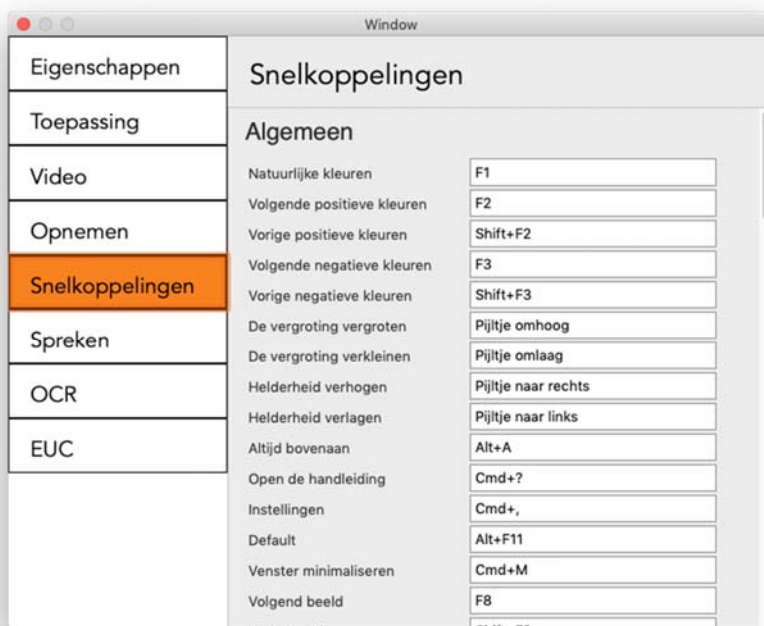 Window
Eigenschappen
Toepassing
Video
Opnemen
Snelkoppelingen
Spreken
OCR
EUC
Snelkoppelingen
Algemeen
Natuurlijke kleuren F1
Volgende positieve kleuren F2
Vorige positieve kleuren Shift+F2
Volgende negatieve kleuren F3
Vorige negatieve kleuren Shift+F3
De vergroting vergroten Pijltje omhoog
De vergroting verkleinen Pijltje omlaag
Helderheid verhogen Pijltje naar rechts
Helderheid verlagen Pijltje naar links
Altijd bovenaan Alt+A
Open de handleiding Cmd+?
Instellingen Cmd+,
Default Alt+F11
Venster minimaliseren Cmd+M
Volgend beeld F8